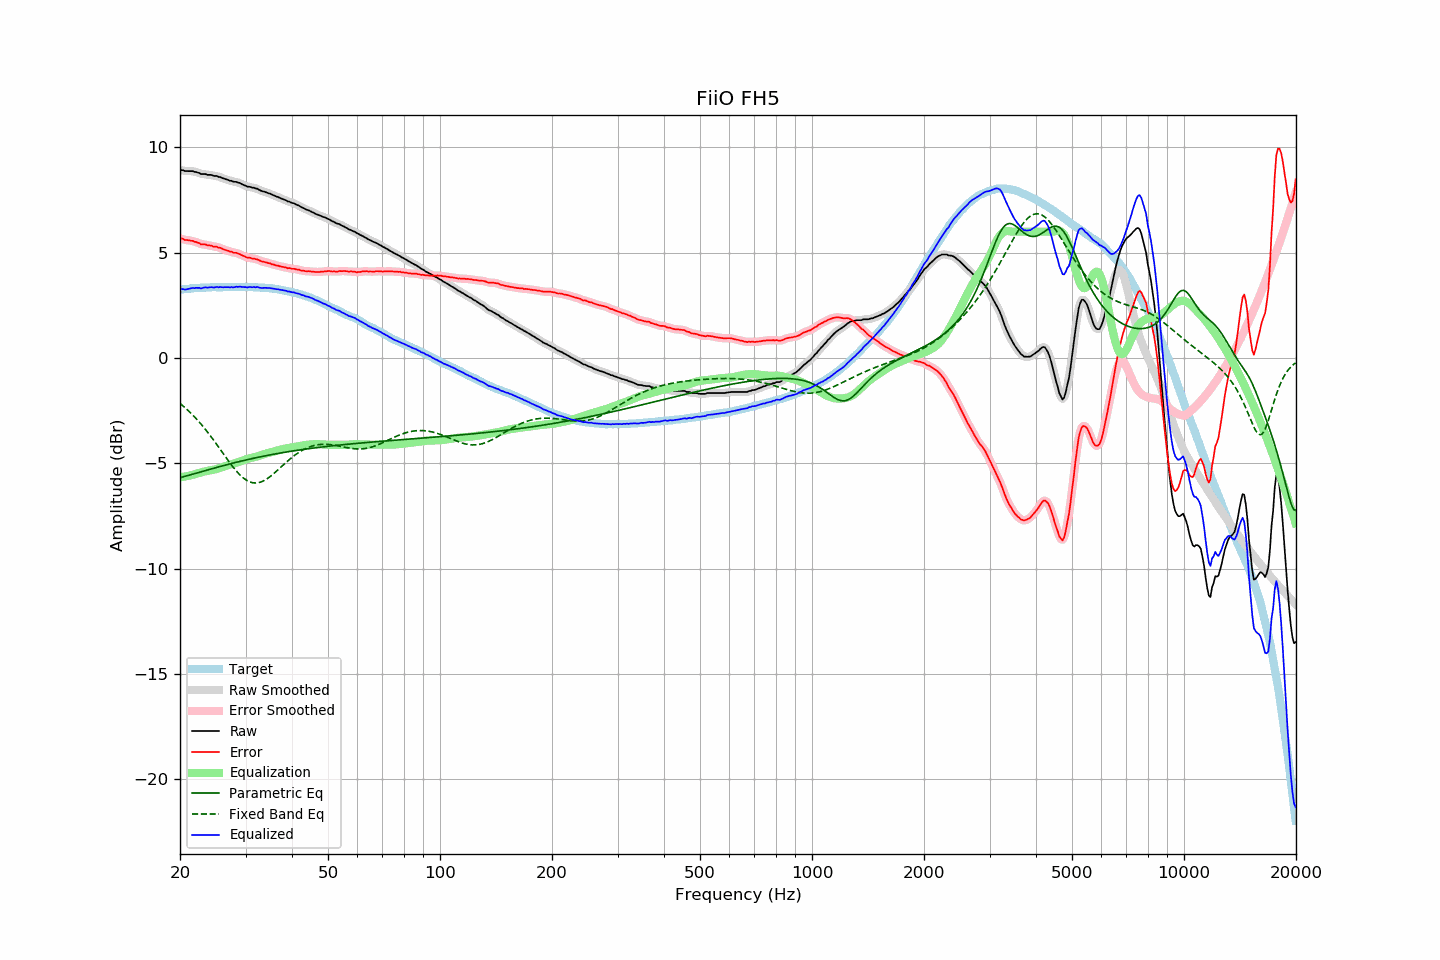 FiiO FH5
Amplitude (dBr)
10
5
0
−5
−10
−15
−20
Target
Raw Smoothed
Error Smoothed
Raw
Error
Equalization
Parametric Eq
Fixed Band Eq
Equalized
20 50 100 200 500 1000 2000 5000 10000 20000
Frequency (Hz)